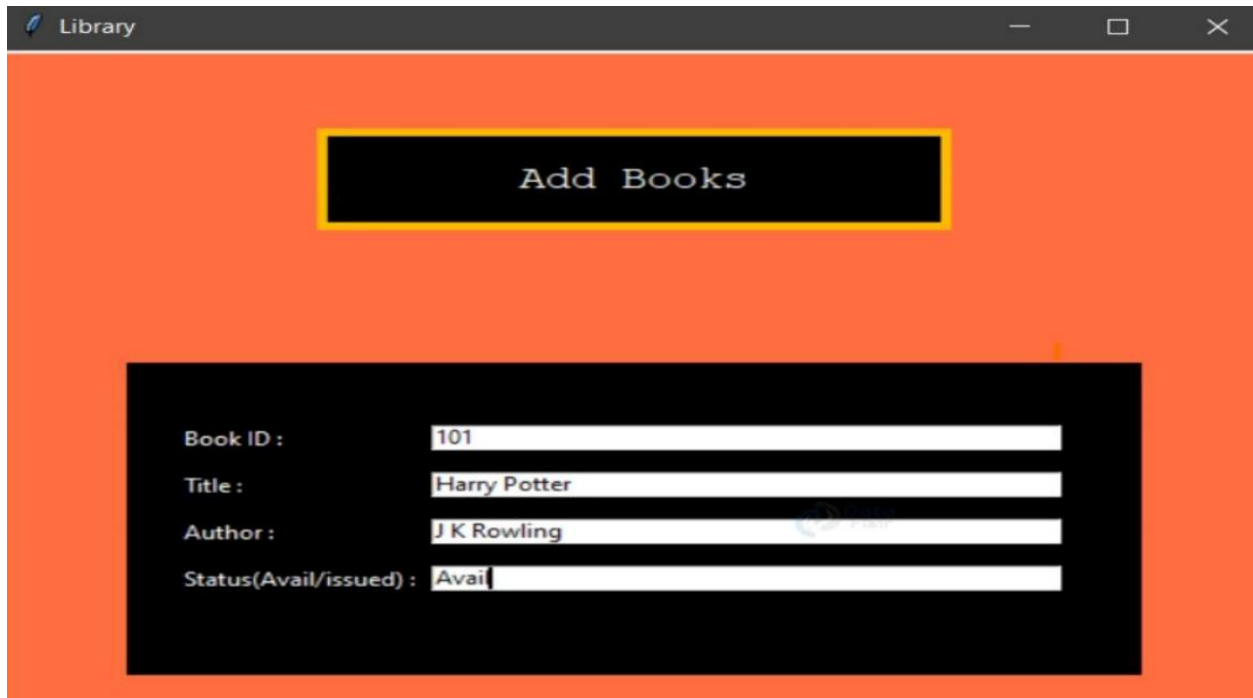 Library
Add Books
Book ID : 101
Title : Harry Potter
Author : J K Rowling
Status(Avail/issued) : Avail